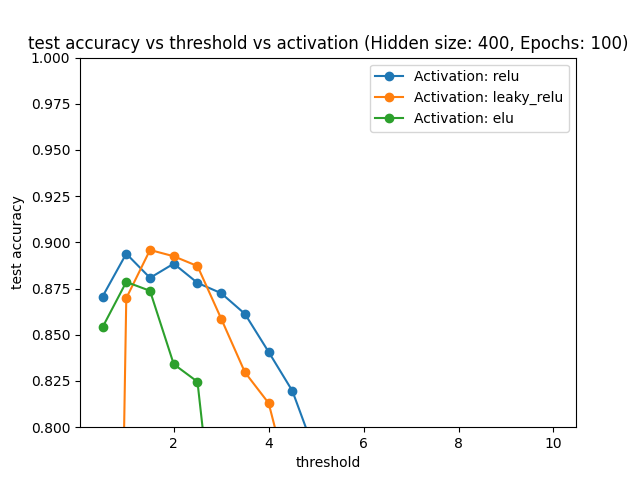 test accuracy vs threshold vs activation (Hidden size: 400, Epochs: 100)
1.000
0.975
0.950
0.925
0.900
0.875
0.850
0.825
0.800
test accuracy
Activation: relu
Activation: leaky_relu
Activation: elu
2 4 6 8 10
threshold